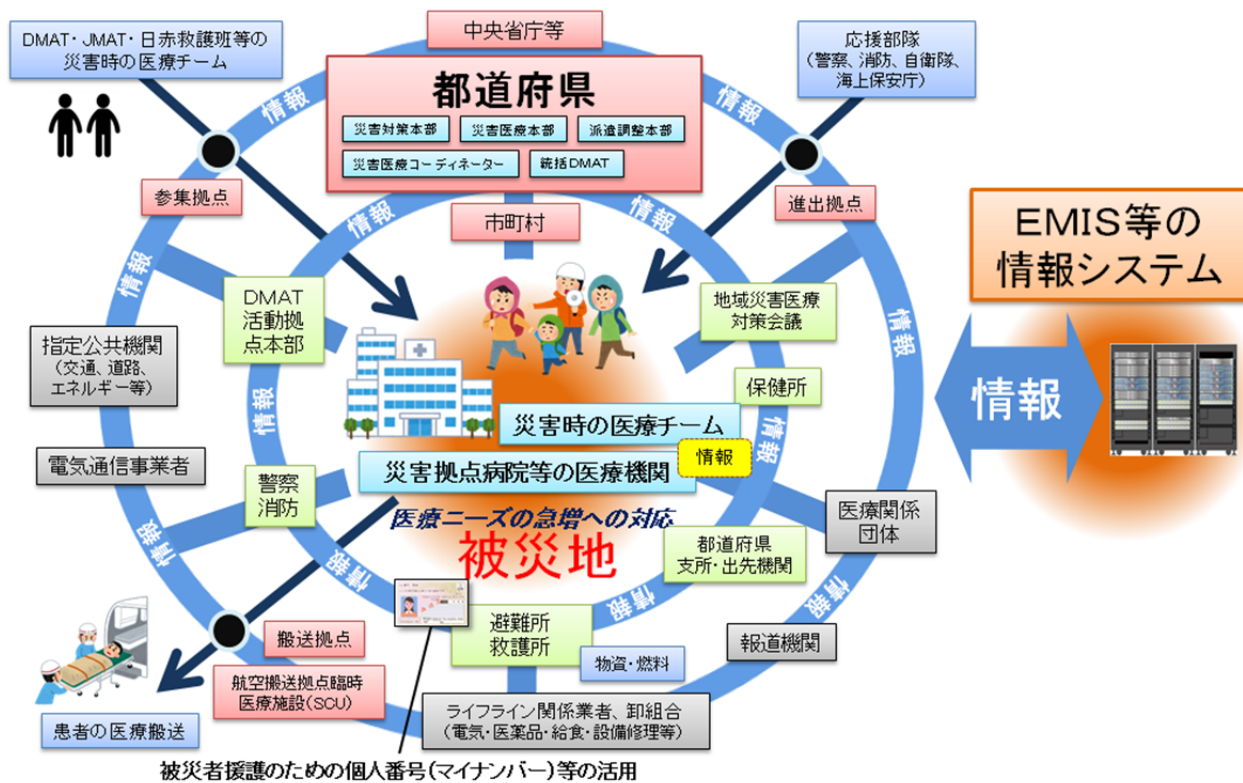 DMAT・JMAT・日赤救護班等の
災害時の医療チーム
中央省庁等
応援部隊
（警察、消防、自衛隊、
海上保安庁）
都道府県
災害対策本部
災害医療本部
派遣調整本部
災害医療コーディネーター
統括DMAT
情報
情報
参集拠点
情報
市町村
情報
進出拠点
EMIS等の
情報システム
情報
DMAT
活動拠
点本部
地域災害医療
対策会議
情報
指定公共機関
（交通、道路、
エネルギー等）
保健所
情報
情報
災害時の医療チーム
情報
情報
災害拠点病院等の医療機関
電気通信事業者
警察
消防
医療ニーズの急増への対応
被災地
医療関係
団体
都道府県
支所・出先機関
情報
情報
情報
情報
避難所
救護所
搬送拠点
物資・燃料
報道機関
航空搬送拠点臨時
医療施設(SCU)
患者の医療搬送
ライフライン関係業者、卸組合
（電気・医薬品・給食・設備修理等）
被災者援護のための個人番号（マイナンバー）等の活用